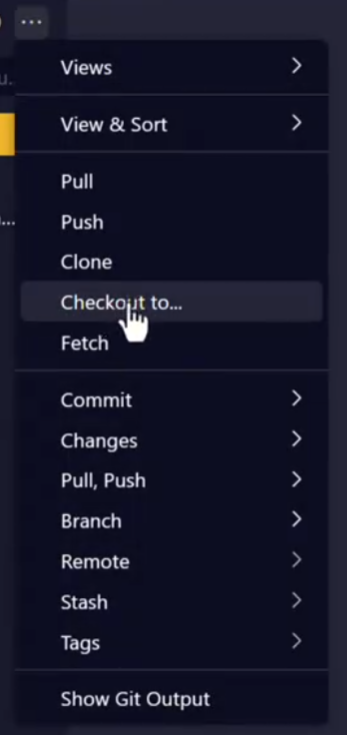 Views
View & Sort
Pull
Push
Clone
Checkout to...
Fetch
Commit
Changes
Pull, Push
Branch
Remote
Stash
Tags
Show Git Output